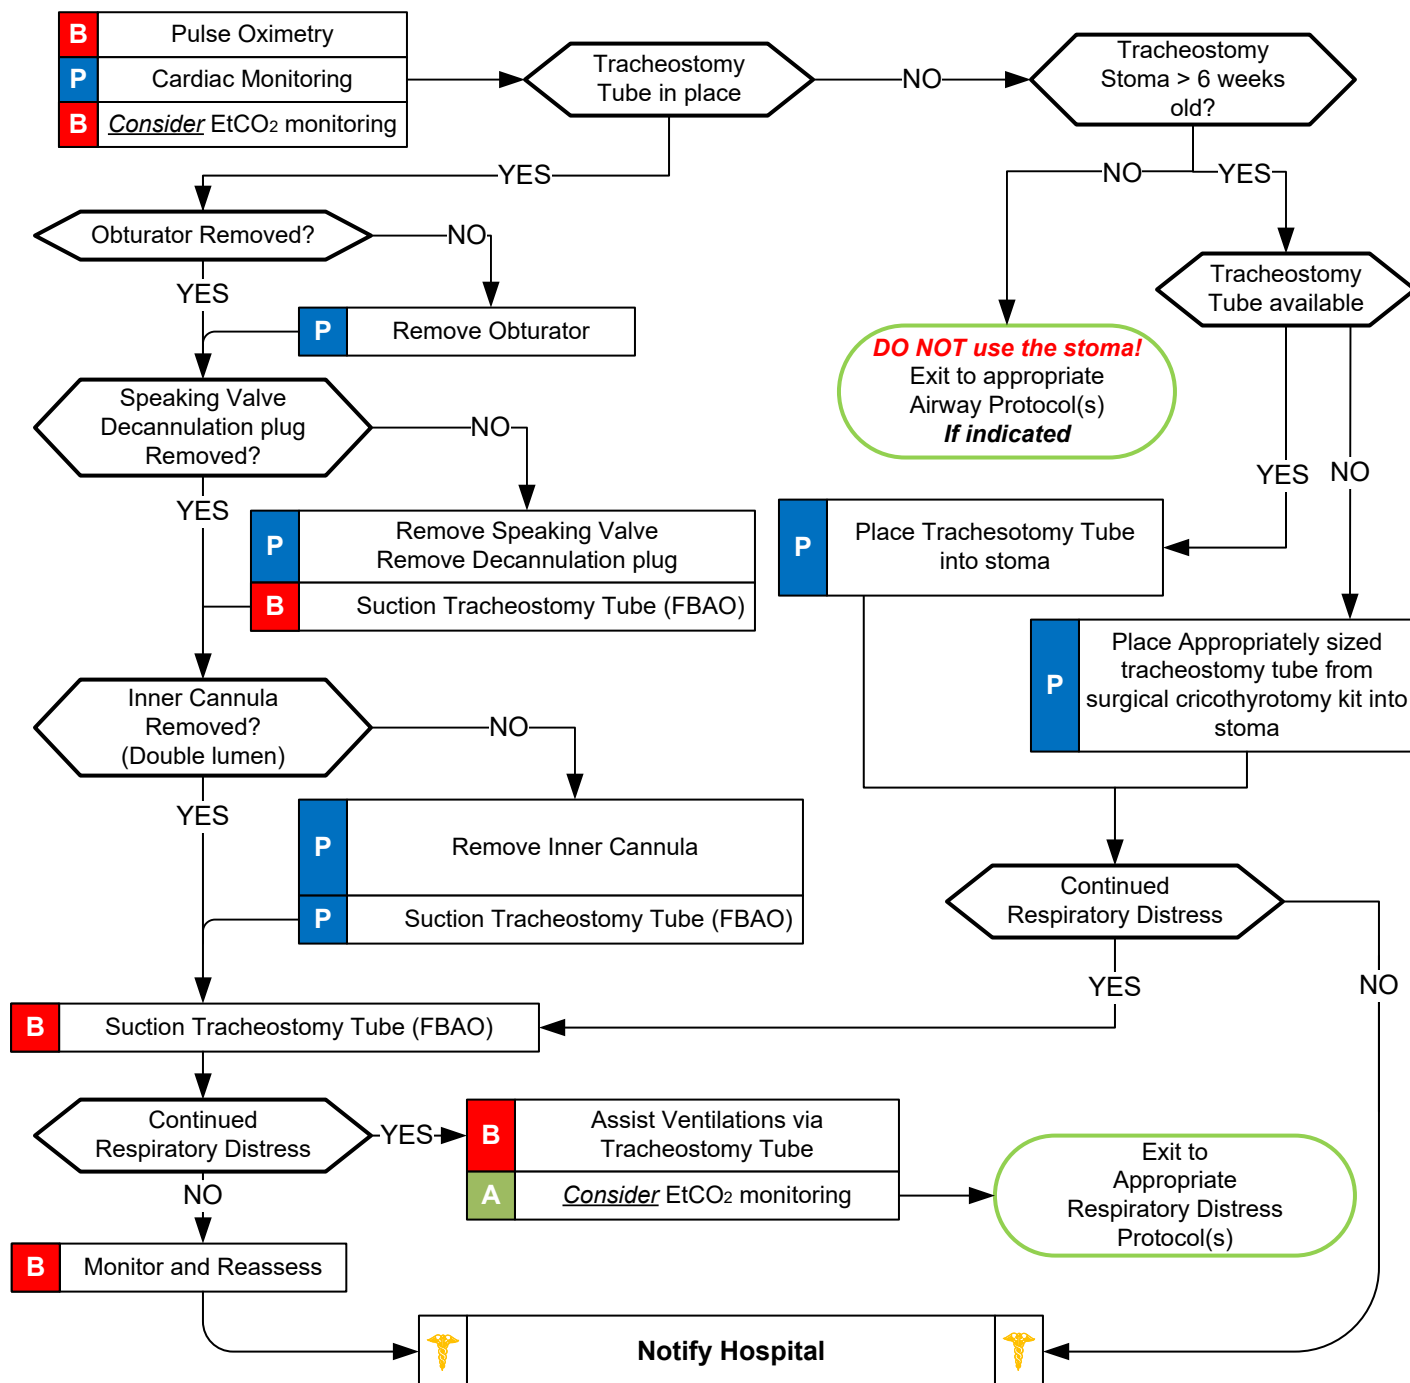 B
Pulse Oximetry
P
Cardiac Monitoring
B
Consider EtCO2 monitoring
Tracheostomy
Tube in place
NO
Tracheostomy
Stoma > 6 weeks
old?
YES
NO
YES
Obturator Removed?
NO
YES
P
Remove Obturator
Tracheostomy
Tube available
DO NOT use the stoma!
Exit to appropriate
Airway Protocol(s)
If indicated
Speaking Valve
Decannulation plug
Removed?
NO
YES
YES
NO
P
Remove Speaking Valve
Remove Decannulation plug
B
Suction Tracheostomy Tube (FBAO)
P
Place Trachesotomy Tube
into stoma
P
Place Appropriately sized
tracheostomy tube from
surgical cricothyrotomy kit into
stoma
Inner Cannula
Removed?
(Double lumen)
NO
YES
P
Remove Inner Cannula
P
Suction Tracheostomy Tube (FBAO)
Continued
Respiratory Distress
YES
NO
B
Suction Tracheostomy Tube (FBAO)
Continued
Respiratory Distress
YES
NO
B
Assist Ventilations via
Tracheostomy Tube
A
Consider EtCO2 monitoring
Exit to
Appropriate
Respiratory Distress
Protocol(s)
B
Monitor and Reassess
Notify Hospital